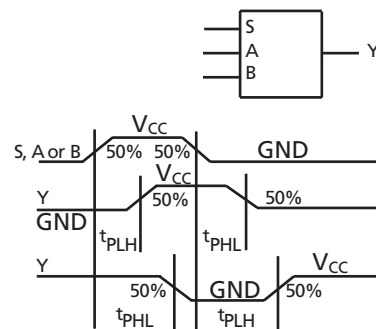 S
A
Y
B
VCC
S, A or B
50% 50%
GND
VCC
Y
50%
50%
GND
tPLH
tPHL
Y
VCC
50%
GND
50%
tPHL
tPLH